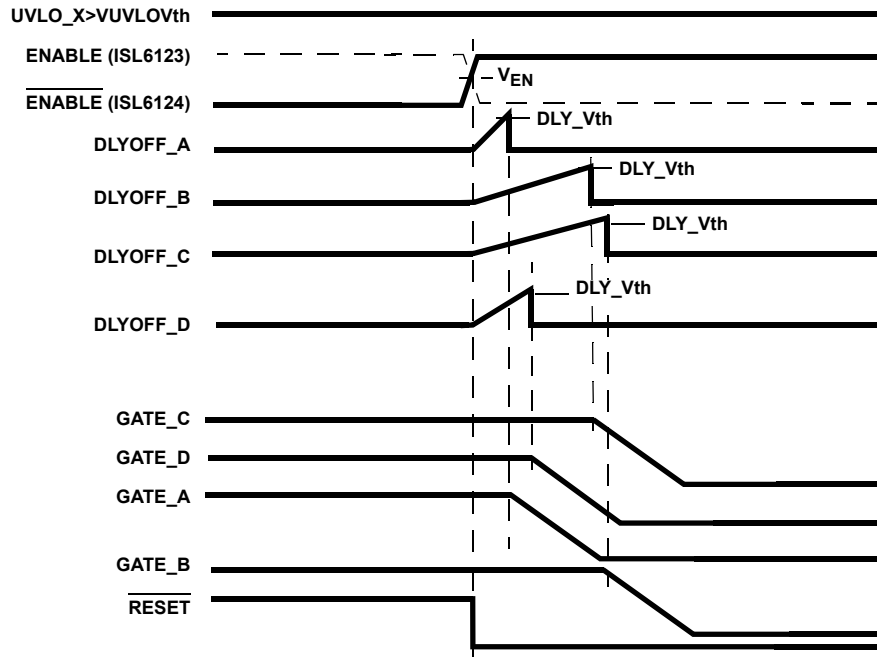 UVLO_X>VUVLOVth
ENABLE (ISL6123)
VEN
ENABLE (ISL6124)
DLY_Vth
DLYOFF_A
DLY_Vth
DLYOFF_B
DLY_Vth
DLYOFF_C
DLY_Vth
DLYOFF_D
GATE_C
GATE_D
GATE_A
GATE_B
RESET